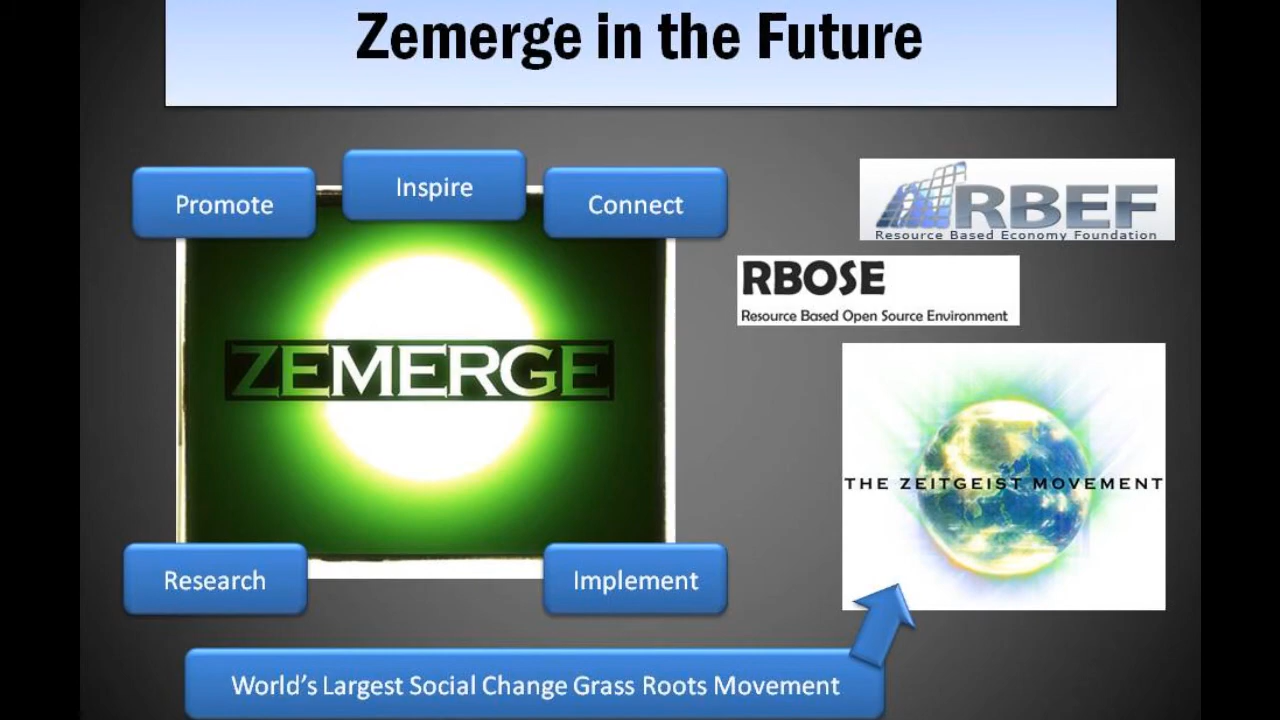 Zemerge in the Future
Promote
Inspire
Connect
ZEMERGE
Research
Implement
RBEF
Resource Based Economy Foundation
RBOSE
Resource Based Open Source Environment
THE ZEITGEIST MOVEMENT
World's Largest Social Change Grass Roots Movement